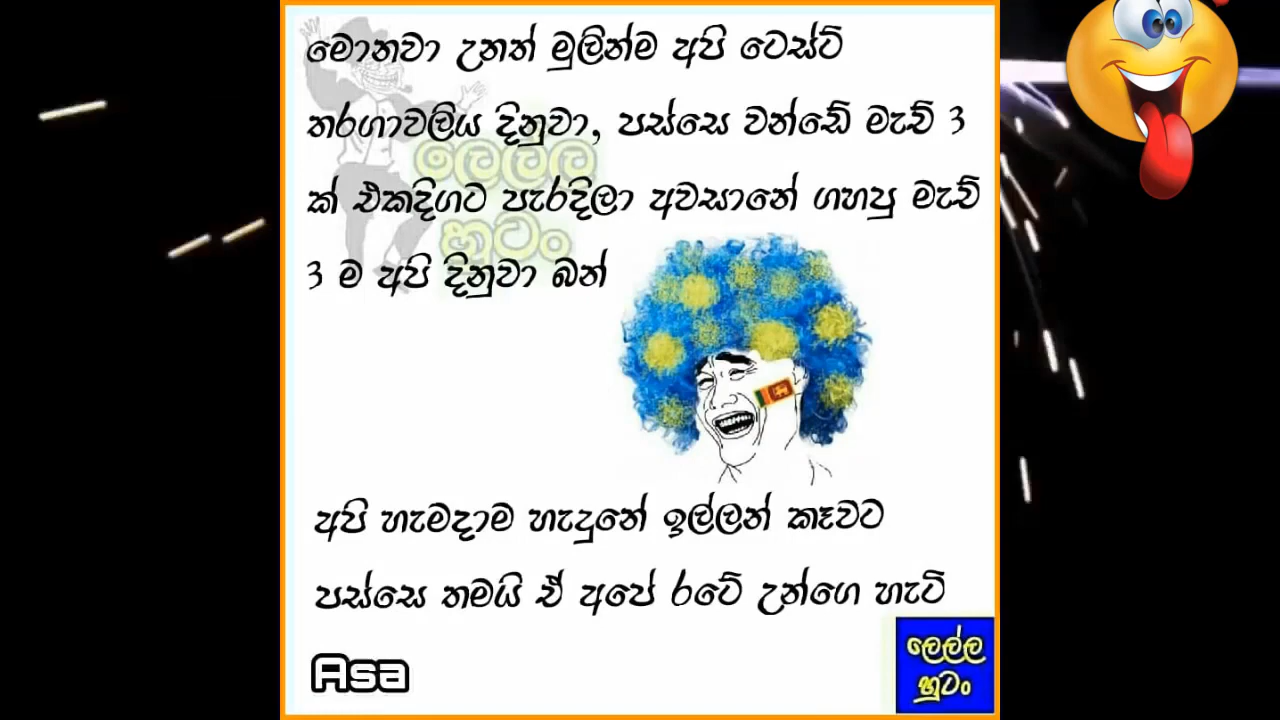 මොනවා උනත් මුලින්ම අපි ටෙස්ට්
තරගාවලිය දිනුවා, පස්සෙ වන්ඩේ මැච් 3
ක් එකදිගට පැරදිලා අවසානේ ගහපු මැච්
3 ම අපි දිනුවා බන්
ලෙල්ල
හුටං
අපි හැමදාම හැදුනේ ඉල්ලන් කෑවට
පස්සෙ තමයි ඒ අපේ රටේ උන්ගෙ හැටි
Asa
ලෙල්ල
හුටං